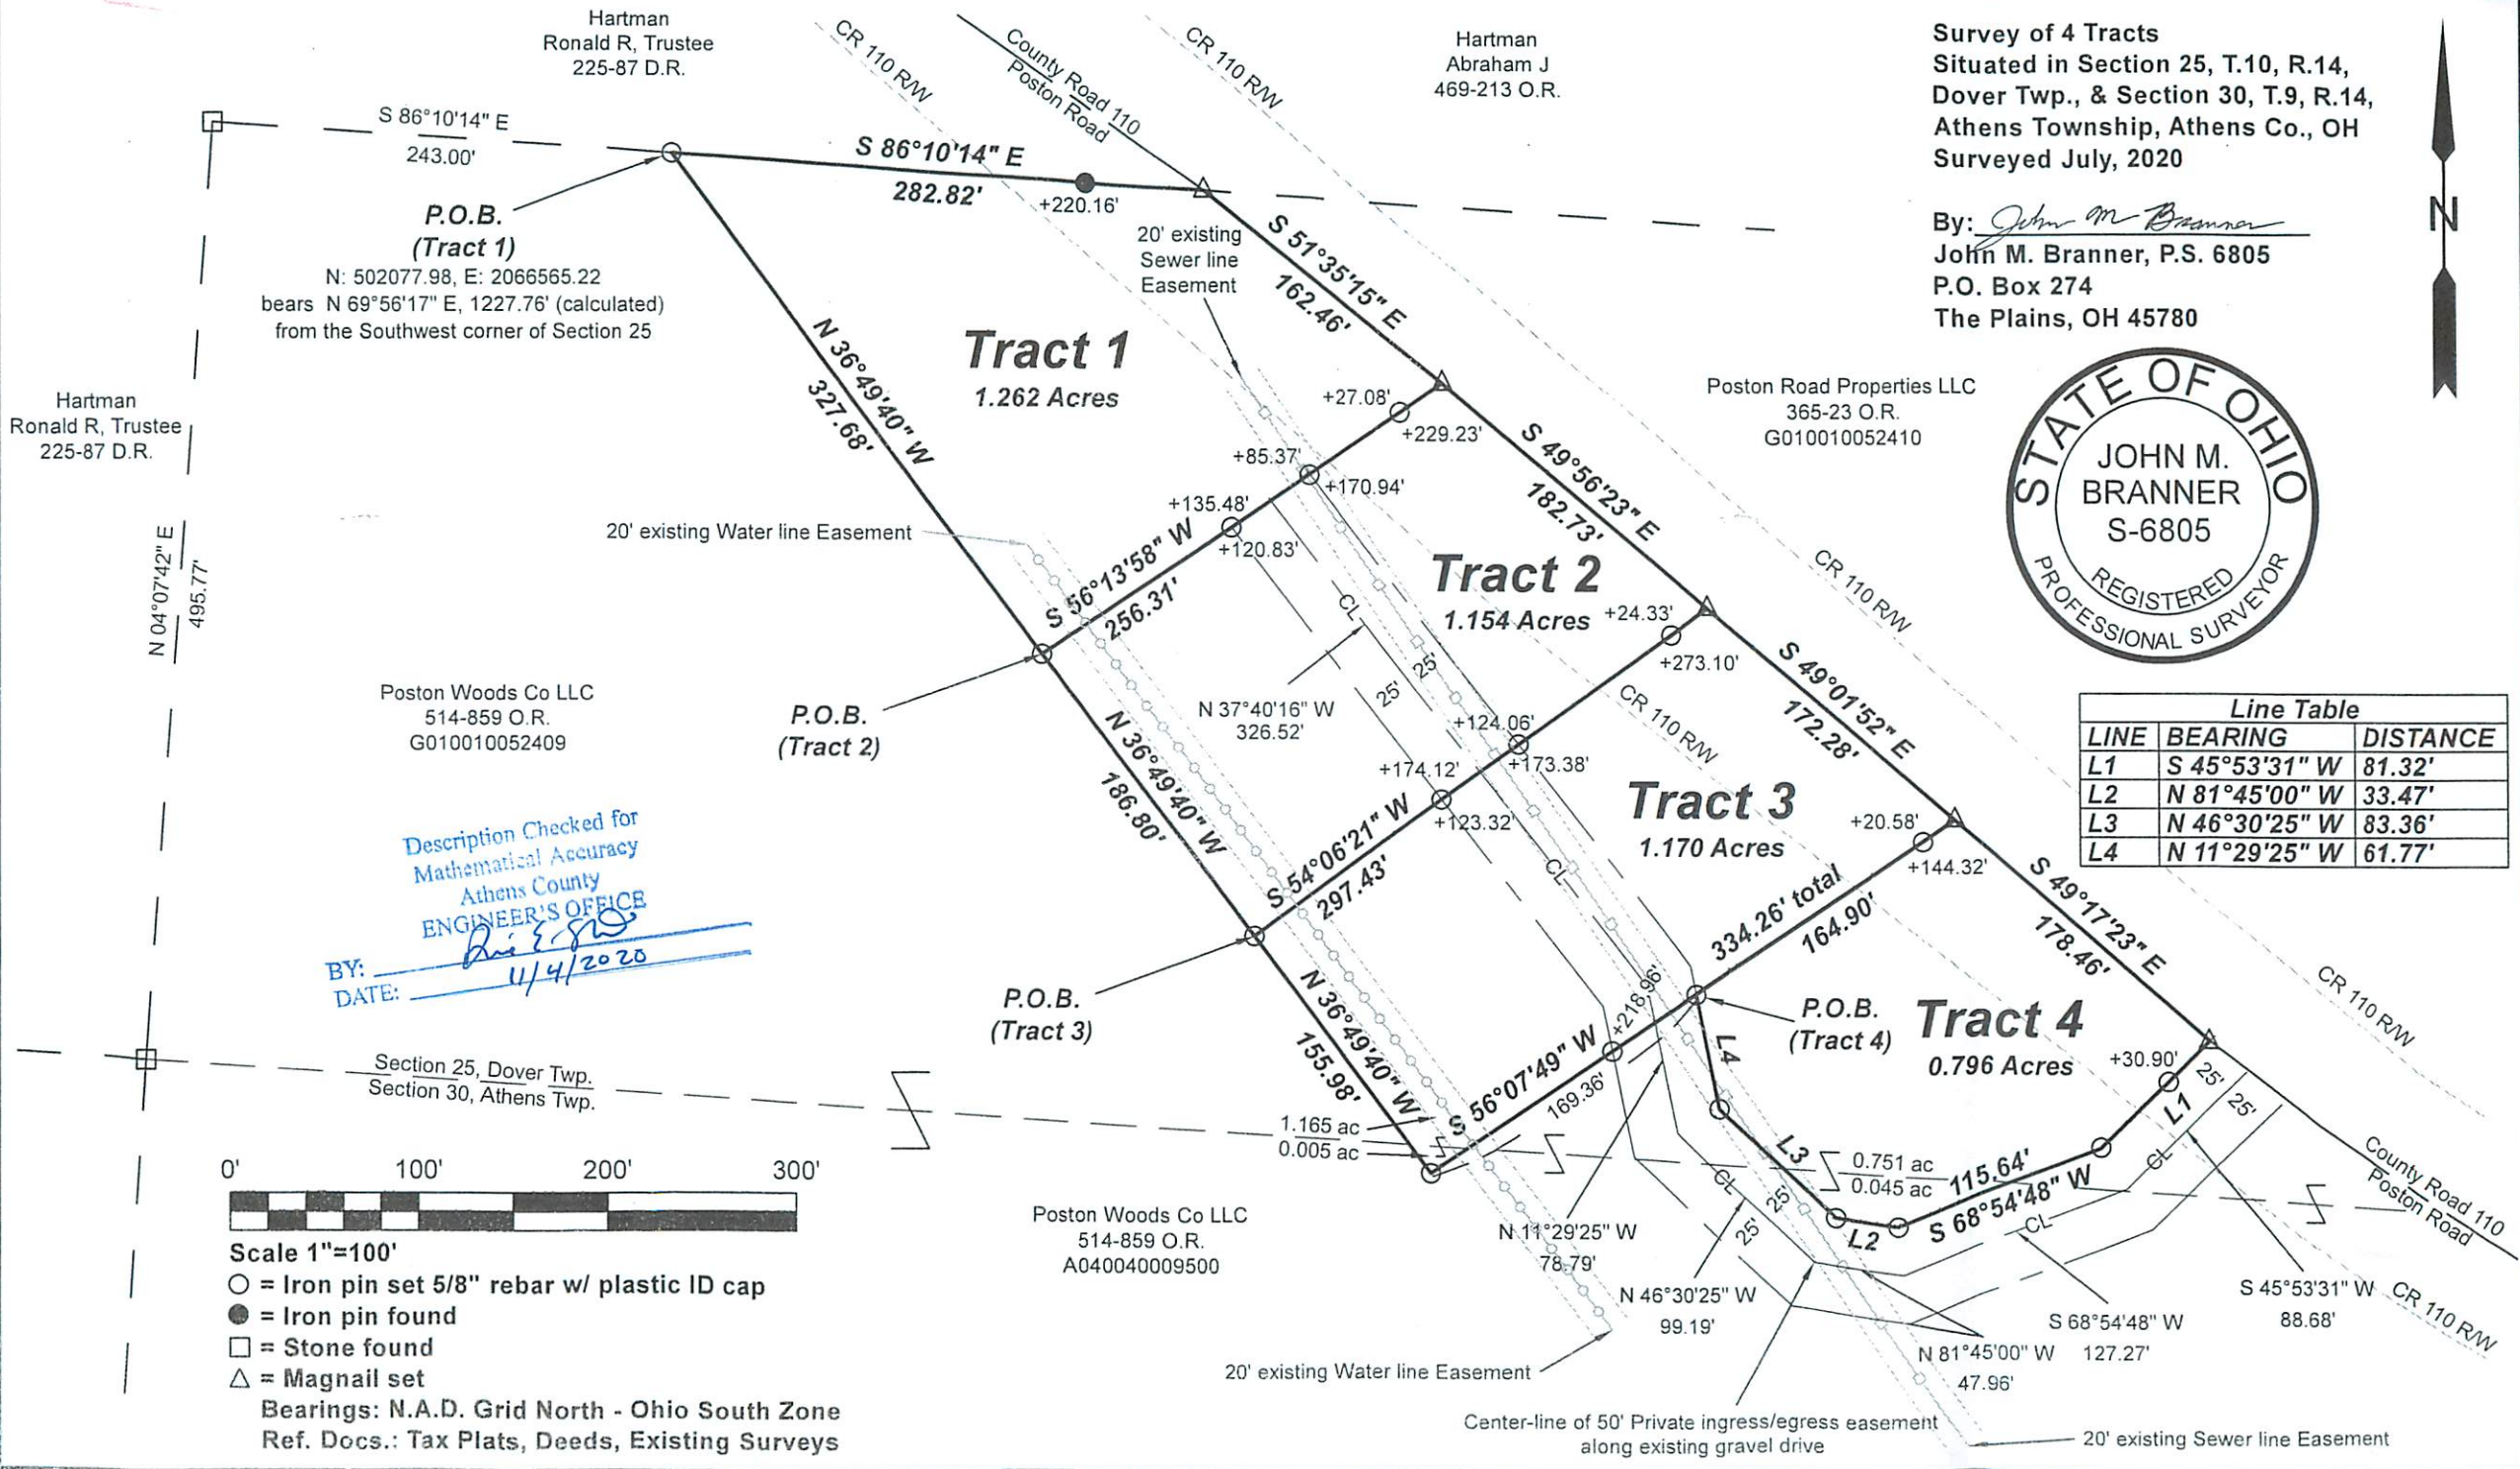 Hartman
Ronald R, Trustee
225-87 D.R.
CR 110 R/W
County Road 110
Poston Road
CR 110 R/W
Hartman
Abraham J
469-213 O.R.
Survey of 4 Tracts
Situated in Section 25, T.10, R.14,
Dover Twp., & Section 30, T.9, R.14,
Athens Township, Athens Co., OH
Surveyed July, 2020
By: John M Branner
John M. Branner, P.S. 6805
P.O. Box 274
The Plains, OH 45780
N
STATE OF OHIO
JOHN M.
BRANNER
S-6805
REGISTERED
PROFESSIONAL SURVEYOR
S 86°10'14" E
243.00'
S 86°10'14" E
282.82'
+220.16'
P.O.B.
(Tract 1)
N: 502077.98, E: 2066565.22
bears N 69°56'17" E, 1227.76' (calculated)
from the Southwest corner of Section 25
20' existing
Sewer line
Easement
S 51°35'15" E
162.46'
Tract 1
1.262 Acres
N 36°49'40" W
327.68'
Hartman
Ronald R, Trustee
225-87 D.R.
N 04°07'42" E
495.77'
Poston Road Properties LLC
365-23 O.R.
G010010052410
+27.08'
+229.23'
+85.37'
+170.94'
+135.48'
+120.83'
S 56°13'58" W
256.31'
S 49°56'23" E
182.73'
20' existing Water line Easement
Tract 2
1.154 Acres
CL
25'
25'
N 37°40'16" W
326.52'
+24.33'
+273.10'
CR 110 R/W
CR 110 R/W
Poston Woods Co LLC
514-859 O.R.
G010010052409
P.O.B.
(Tract 2)
N 36°49'40" W
186.80'
+124.06'
+173.38'
+174.12'
+123.32'
S 54°06'21" W
297.43'
S 49°01'52" E
172.28'
Line Table
LINE BEARING DISTANCE
L1 S 45°53'31" W 81.32'
L2 N 81°45'00" W 33.47'
L3 N 46°30'25" W 83.36'
L4 N 11°29'25" W 61.77'
Tract 3
1.170 Acres
CL
+20.58'
+144.32'
334.26' total
164.90'
Description Checked for
Mathematical Accuracy
Athens County
ENGINEER'S OFFICE
BY:
DATE: 11/4/2020
P.O.B.
(Tract 3)
N 36°49'40" W
155.98'
+218.96'
S 56°07'49" W
169.36'
P.O.B.
(Tract 4)
L4
Tract 4
0.796 Acres
S 49°17'23" E
178.46'
CR 110 R/W
+30.90'
25'
25'
L1
Section 25, Dover Twp.
Section 30, Athens Twp.
1.165 ac
0.005 ac
L3
0.751 ac
0.045 ac
115.64'
S 68°54'48" W
L2
CL
25'
25'
CL
CL
County Road 110
Poston Road
CR 110 R/W
0' 100' 200' 300'
Scale 1"=100'
= Iron pin set 5/8" rebar w/ plastic ID cap
= Iron pin found
= Stone found
= Magnail set
Bearings: N.A.D. Grid North - Ohio South Zone
Ref. Docs.: Tax Plats, Deeds, Existing Surveys
Poston Woods Co LLC
514-859 O.R.
A040040009500
N 11°29'25" W
78.79'
N 46°30'25" W
99.19'
S 45°53'31" W
88.68'
S 68°54'48" W
127.27'
N 81°45'00" W
47.96'
20' existing Water line Easement
Center-line of 50' Private ingress/egress easement
along existing gravel drive
20' existing Sewer line Easement